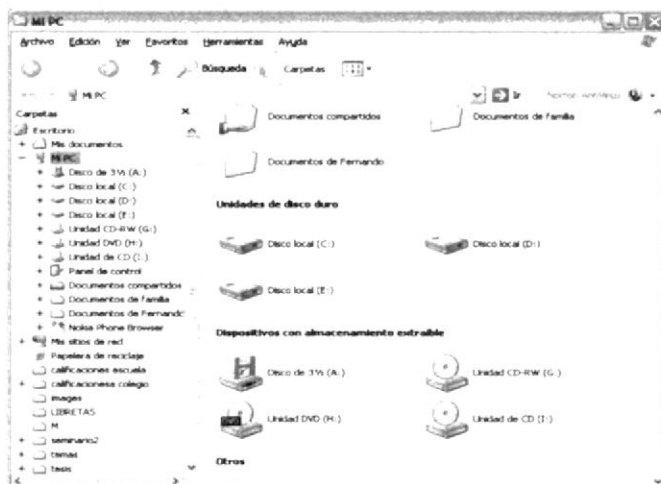 Mi PC
Archivo Edición Ver Favoritos Herramientas Ayuda
Búsqueda Carpetas
Mi PC Ir Norton AntiVirus
Carpetas
Escritorio
Mis documentos
Mi PC
Disco de 3½ (A:)
Disco local (C:)
Disco local (D:)
Disco local (E:)
Unidad CD-RW (G:)
Unidad DVD (H:)
Unidad de CD (I:)
Panel de control
Documentos compartidos
Documentos de familia
Documentos de Fernando
Nokia Phone Browser
Mis sitios de red
Papelera de reciclaje
calificaciones escuela
calificacionesa colegio
images
LIBRETAS
M
seminario2
temas
tesis
Documentos compartidos Documentos de familia
Documentos de Fernando
Unidades de disco duro
Disco local (C:) Disco local (D:)
Disco local (E:)
Dispositivos con almacenamiento extraíble
Disco de 3½ (A:) Unidad CD-RW (G:)
Unidad DVD (H:) Unidad de CD (I:)
Otros